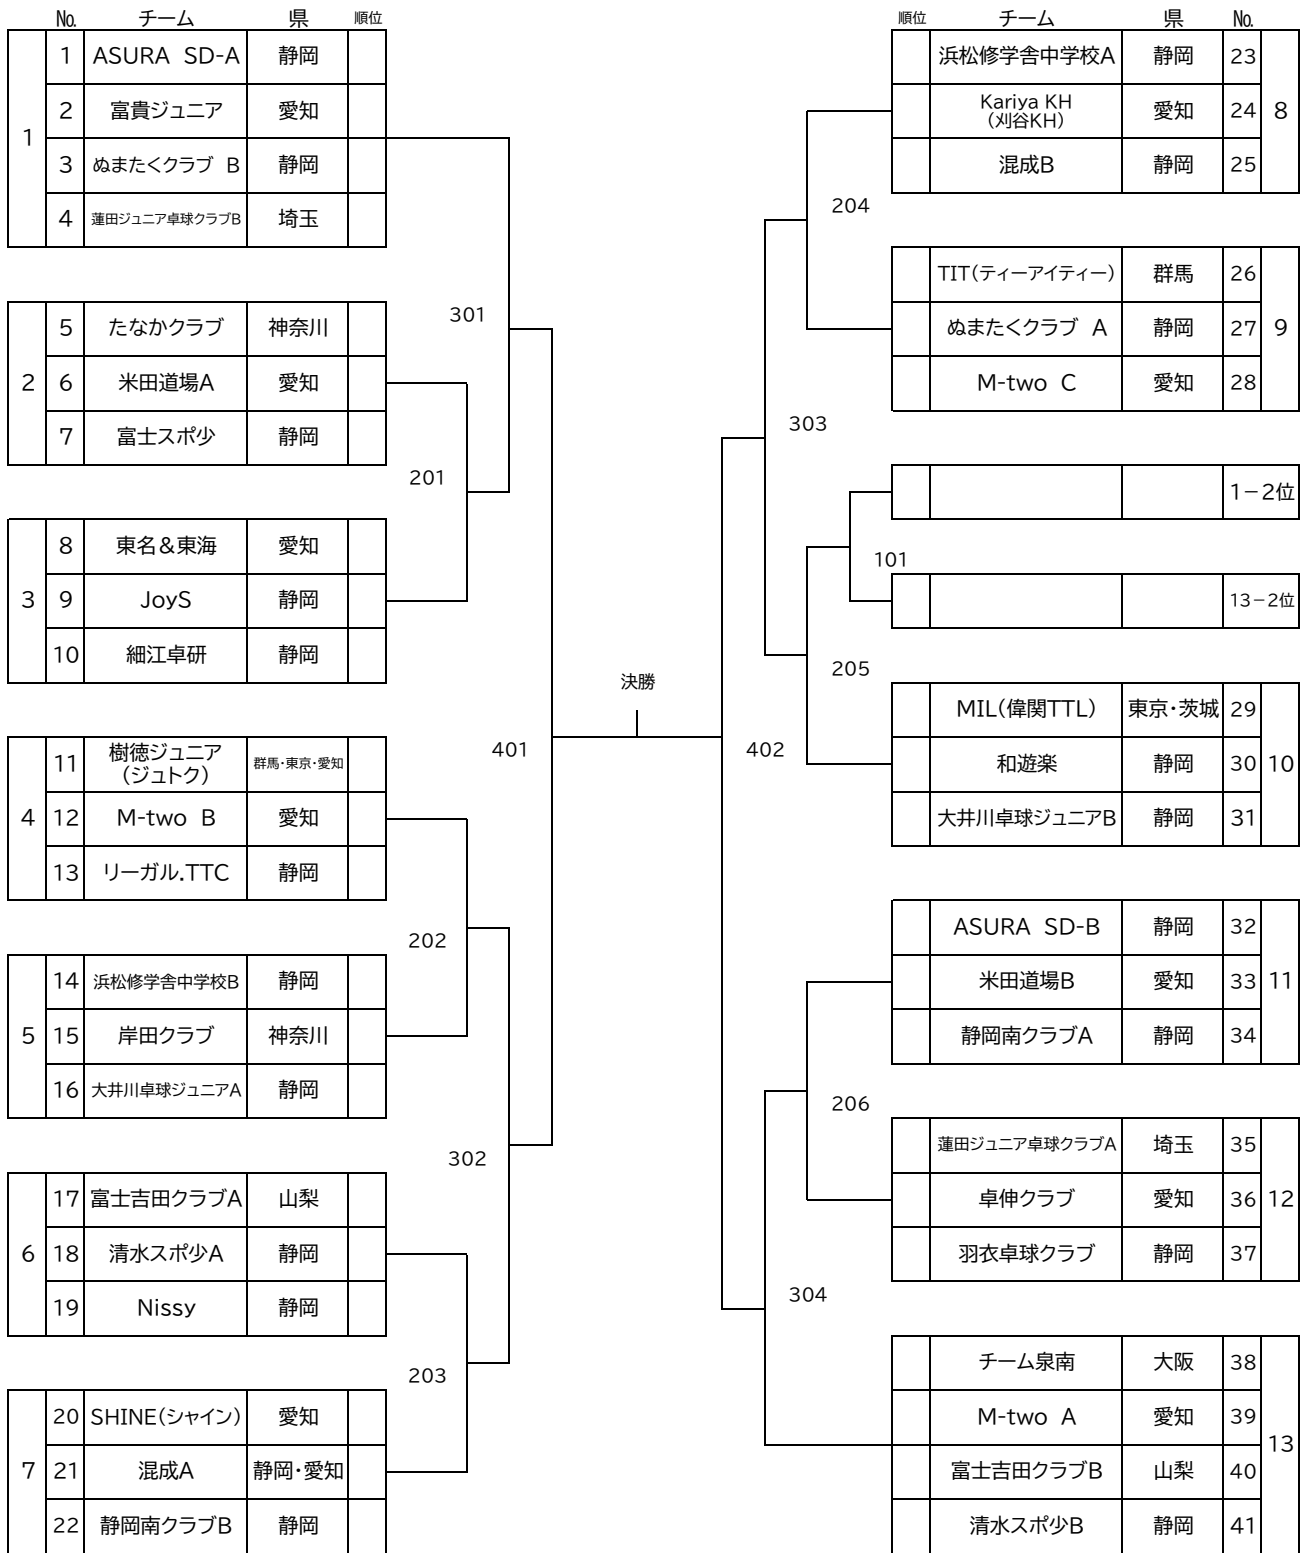 № チーム 県 順位
1
1 ASURA SD-A 静岡
2 富貴ジュニア 愛知
3 ぬまたくクラブ B 静岡
4 蓮田ジュニア卓球クラブB 埼玉
2
5 たなかクラブ 神奈川
6 米田道場A 愛知
7 富士スポ少 静岡
3
8 東名＆東海 愛知
9 JoyS 静岡
10 細江卓研 静岡
4
11 樹徳ジュニア
（ジュトク） 群馬・東京・愛知
12 M-two B 愛知
13 リーガル.TTC 静岡
5
14 浜松修学舎中学校B 静岡
15 岸田クラブ 神奈川
16 大井川卓球ジュニアA 静岡
6
17 富士吉田クラブA 山梨
18 清水スポ少A 静岡
19 Nissy 静岡
7
20 SHINE（シャイン） 愛知
21 混成A 静岡・愛知
22 静岡南クラブB 静岡
301
201
401
202
302
203
決勝
204
303
101
205
402
206
304
順位 チーム 県 №
浜松修学舎中学校A 静岡 23
Kariya KH
（刈谷KH） 愛知 24
混成B 静岡 25
8
TIT（ティーアイティー） 群馬 26
ぬまたくクラブ A 静岡 27
M-two C 愛知 28
9
1－2位
13－2位
MIL（偉関TTL） 東京・茨城 29
和遊楽 静岡 30
大井川卓球ジュニアB 静岡 31
10
ASURA SD-B 静岡 32
米田道場B 愛知 33
静岡南クラブA 静岡 34
11
蓮田ジュニア卓球クラブA 埼玉 35
卓伸クラブ 愛知 36
羽衣卓球クラブ 静岡 37
12
チーム泉南 大阪 38
M-two A 愛知 39
富士吉田クラブB 山梨 40
清水スポ少B 静岡 41
13